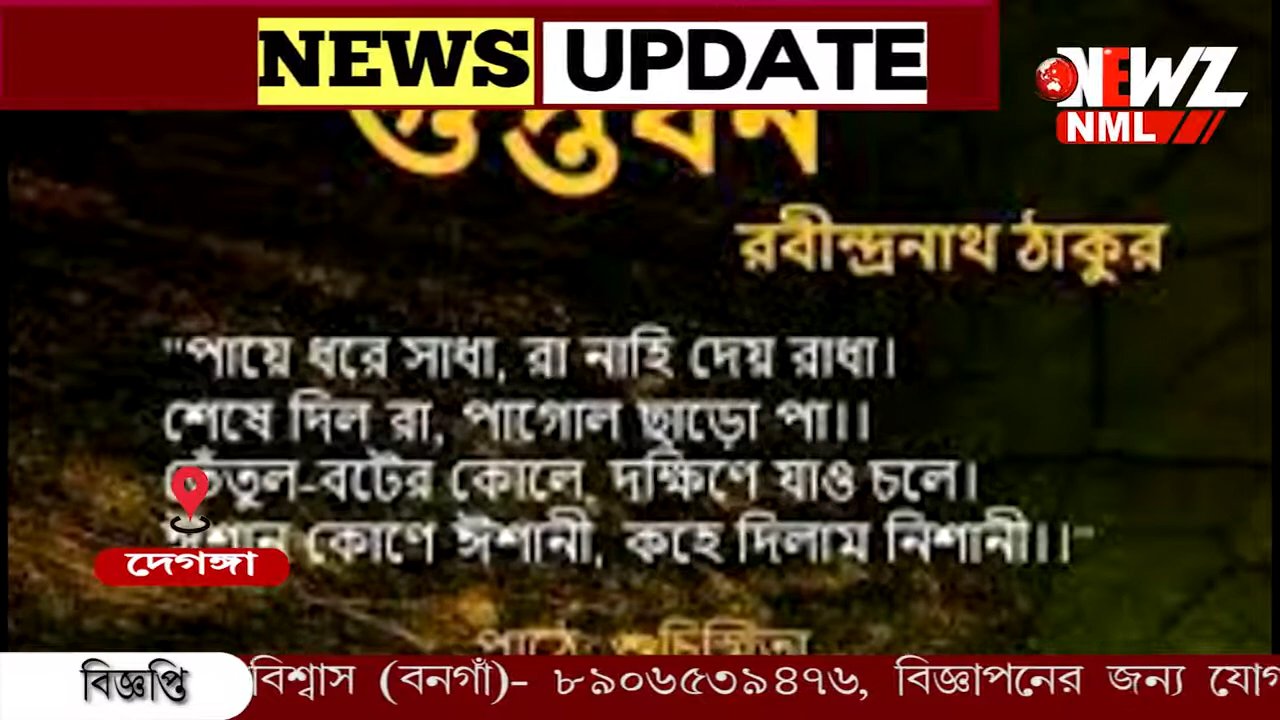 NEWS UPDATE
NEWZ
NML
রবীন্দ্রনাথ ঠাকুর
"পায়ে ধরে সাধা, রা নাহি দেয় রাধা।
শেষে দিল রা, পাগোল ছাড়ো পা।।
তেঁতুল-বটের কোলে, দক্ষিণে যাও চলে।
কোণে ঈশানী, কহে দিলাম নিশানী।।"
দেগঙ্গা
পাঠে:
বিজ্ঞপ্তি
বিশ্বাস (বনগাঁ)- ৮৯০৬৫৩৯৪৭৬, বিজ্ঞাপনের জন্য যোগ